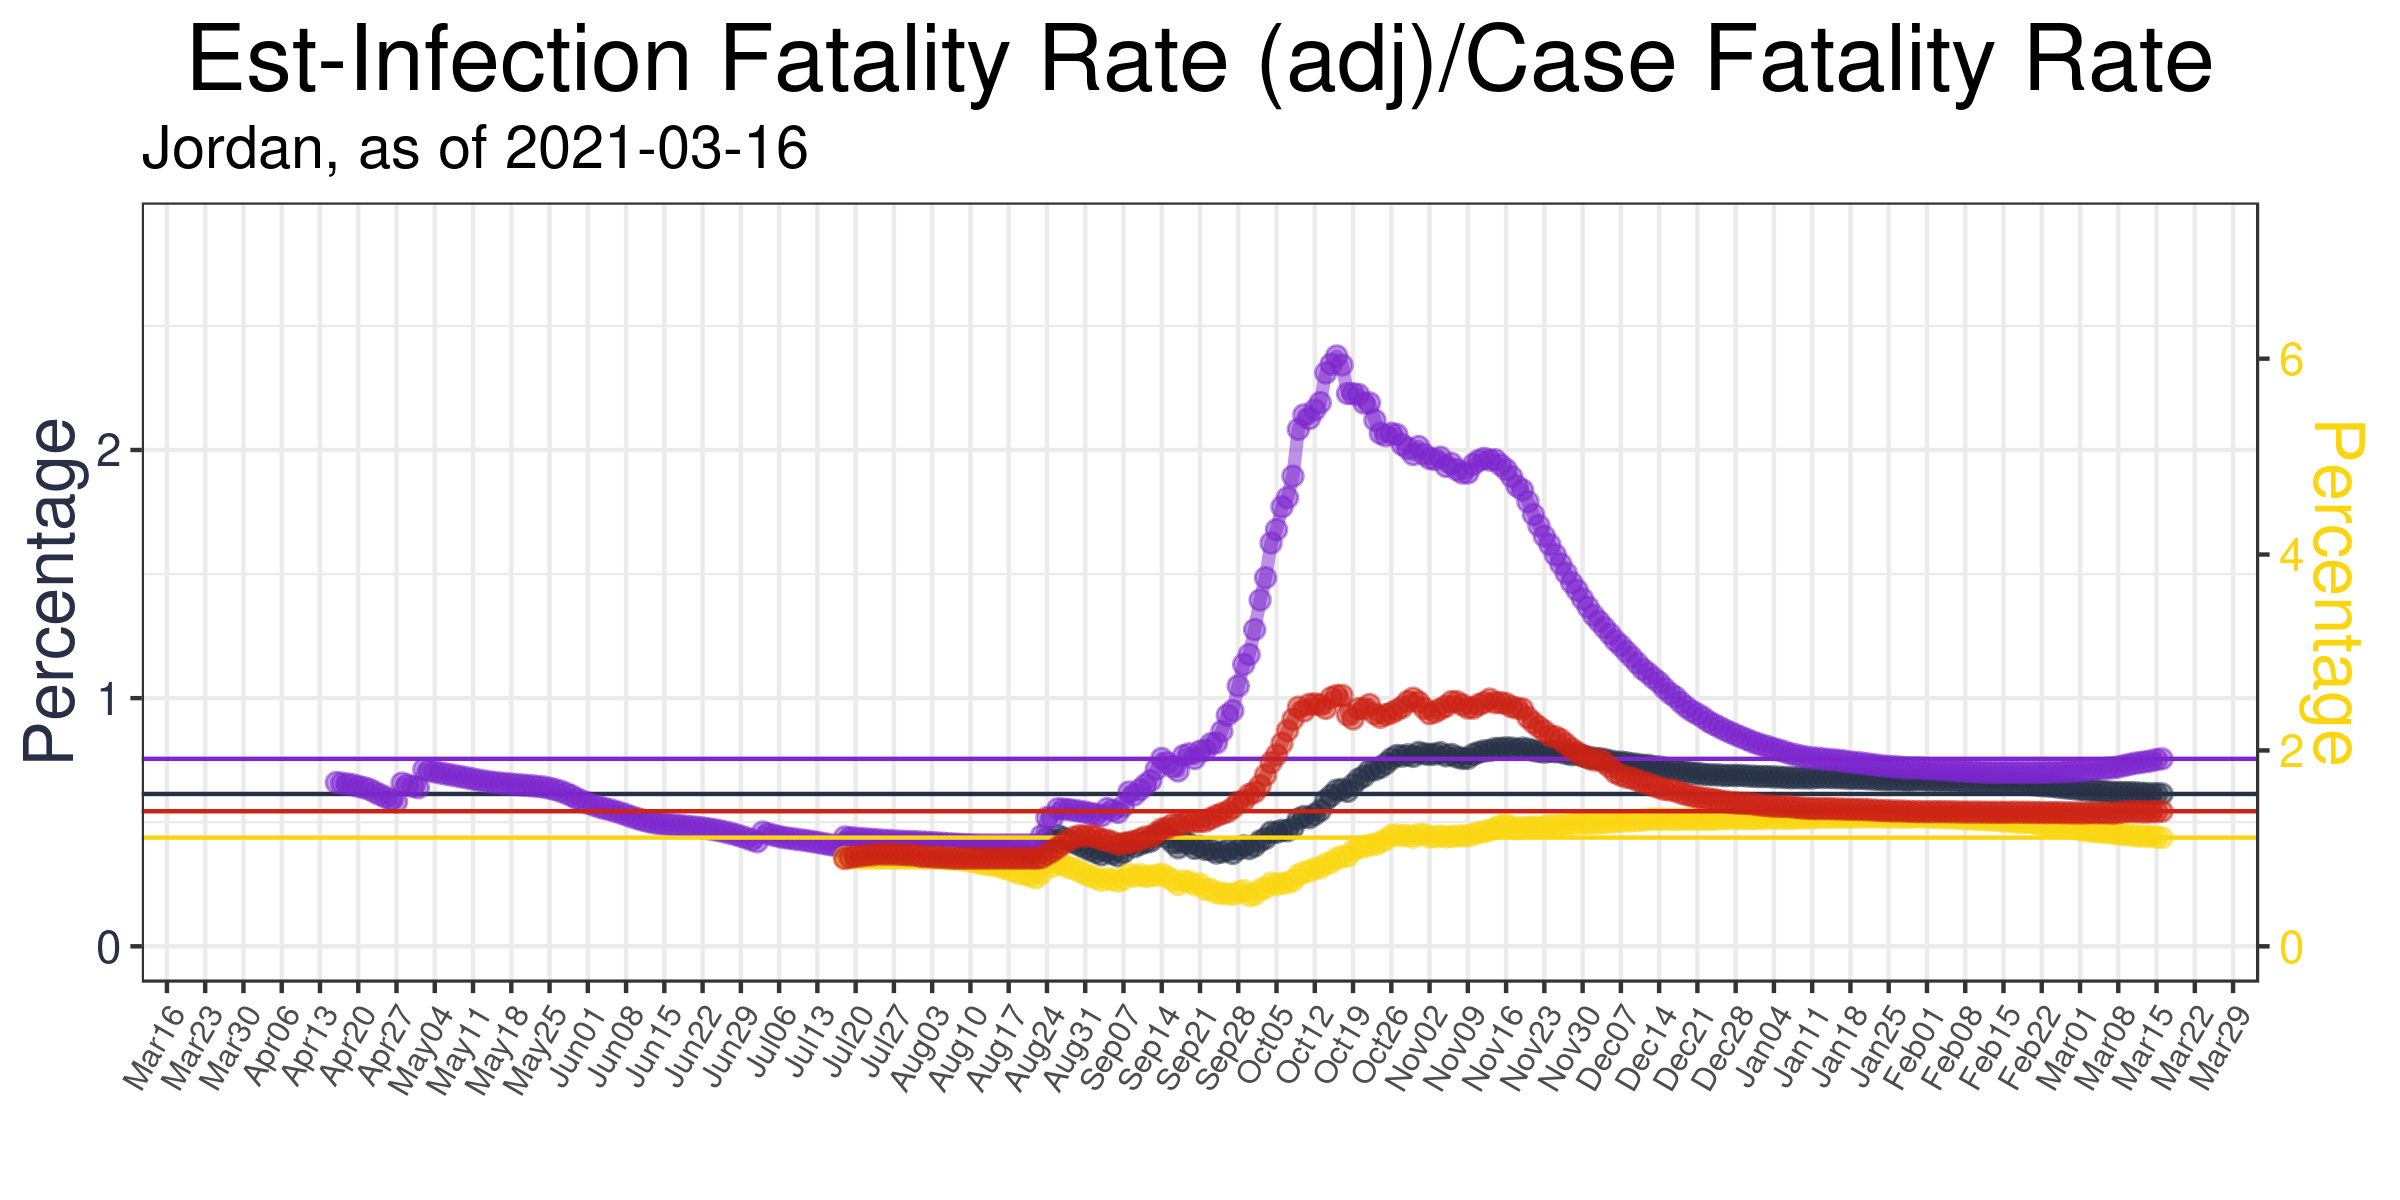 Est-Infection Fatality Rate (adj)/Case Fatality Rate
Jordan, as of 2021-03-16
Percentage
2
1
0
6
4
2
0
Percentage
Mar16 Mar23 Mar30 Apr06 Apr13 Apr20 Apr27 May04 May11 May18 May25 Jun01 Jun08 Jun15 Jun22 Jun29 Jul06 Jul13 Jul20 Jul27 Aug03 Aug10 Aug17 Aug24 Aug31 Sep07 Sep14 Sep21 Sep28 Oct05 Oct12 Oct19 Oct26 Nov02 Nov09 Nov16 Nov23 Nov30 Dec07 Dec14 Dec21 Dec28 Jan04 Jan11 Jan18 Jan25 Feb01 Feb08 Feb15 Feb22 Mar01 Mar08 Mar15 Mar22 Mar29